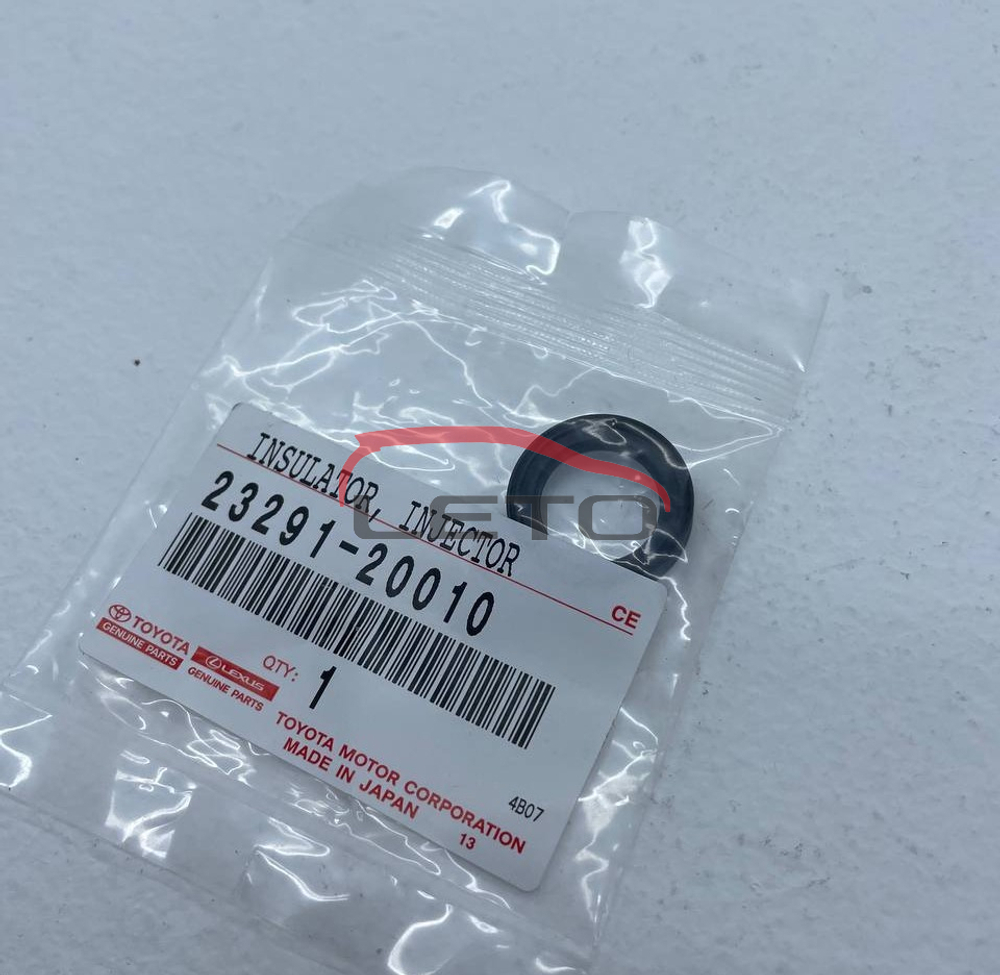 INSULATOR, INJECTOR
23291-20010
CE
TOYOTA
GENUINE PARTS
LEXUS
GENUINE PARTS
QTY:
1
TOYOTA MOTOR CORPORATION
MADE IN JAPAN
13
4B07
LETO